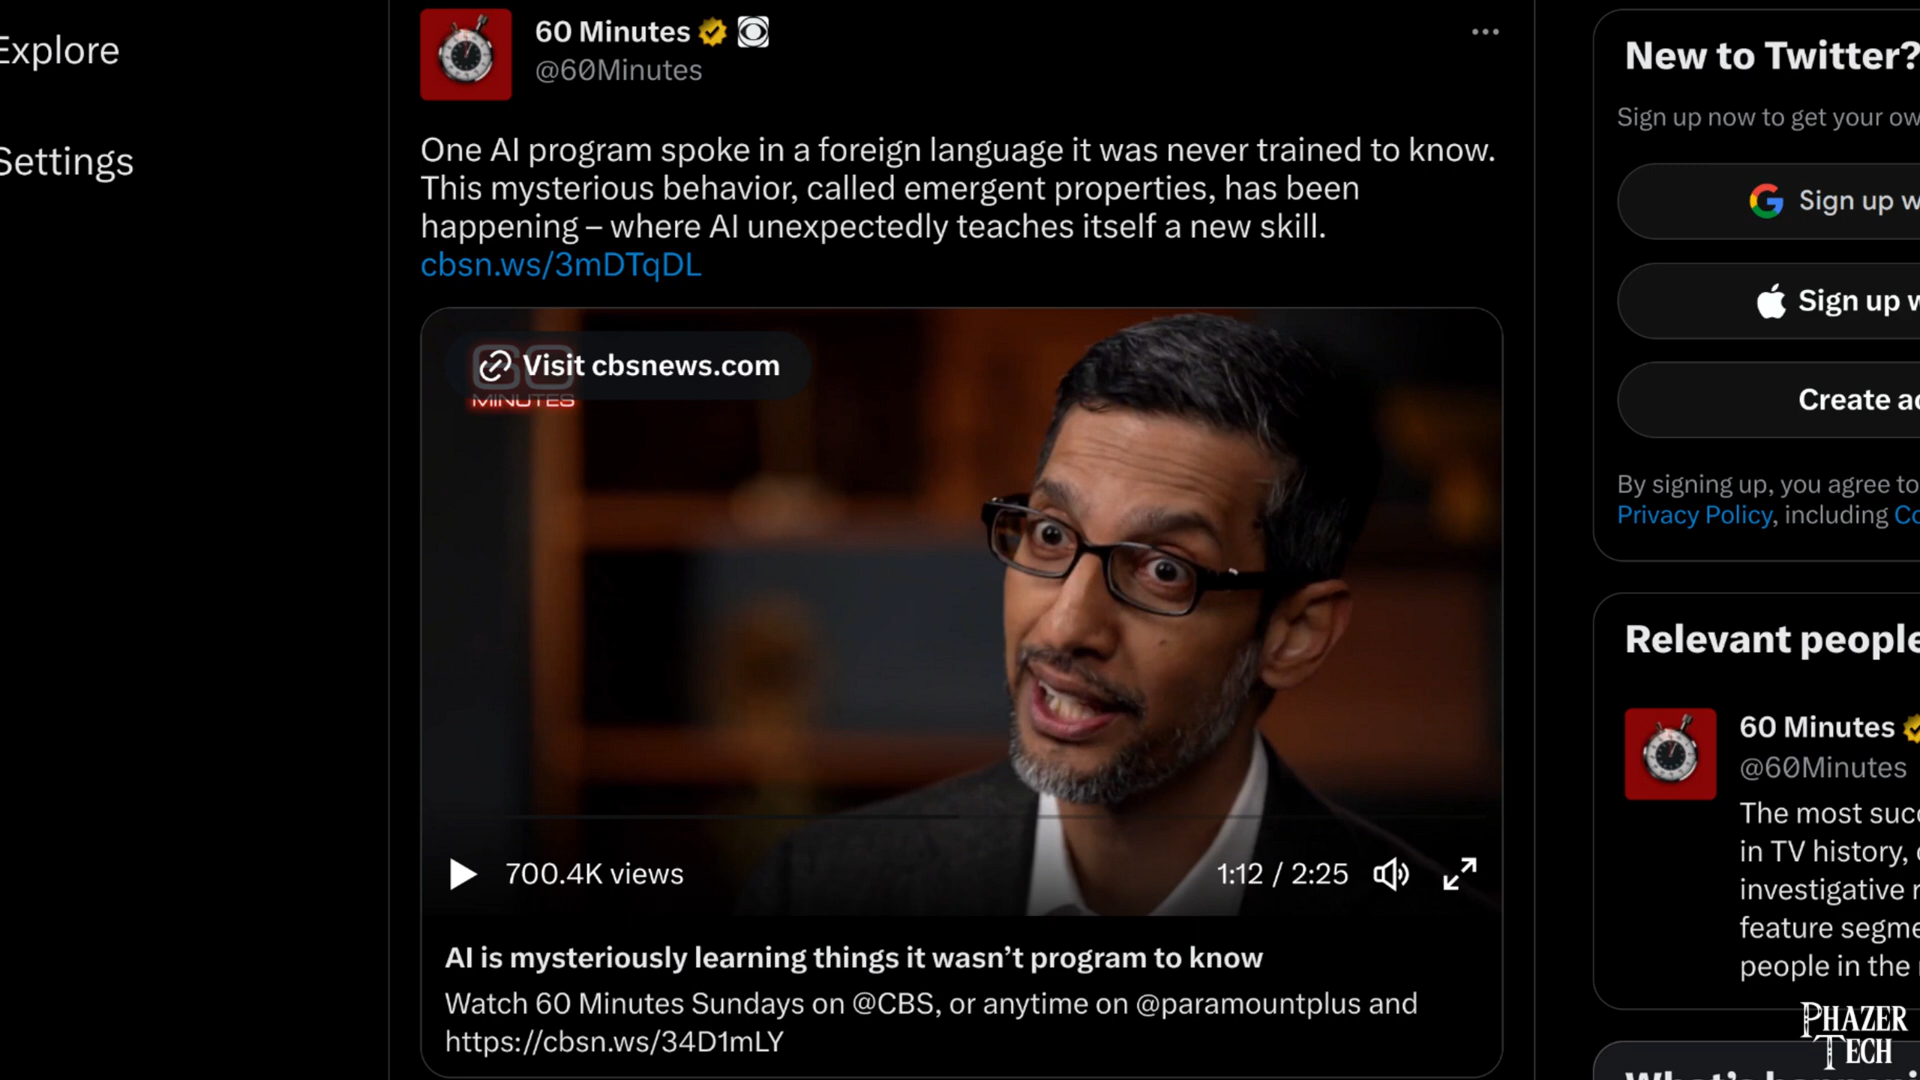 Explore
Settings
60 Minutes
@60Minutes
One AI program spoke in a foreign language it was never trained to know.
This mysterious behavior, called emergent properties, has been
happening – where AI unexpectedly teaches itself a new skill.
cbsn.ws/3mDTqDL
Visit cbsnews.com
MINUTES
700.4K views
1:12 / 2:25
AI is mysteriously learning things it wasn't program to know
Watch 60 Minutes Sundays on @CBS, or anytime on @paramountplus and
https://cbsn.ws/34D1mLY
New to Twitter?
Sign up now to get your
Sign up
Sign up
Create
By signing up, you agree to
Privacy Policy, including
Relevant people
60 Minutes
@60Minutes
The most
in TV history,
investigative
feature
people in the
PHAZER
TECH